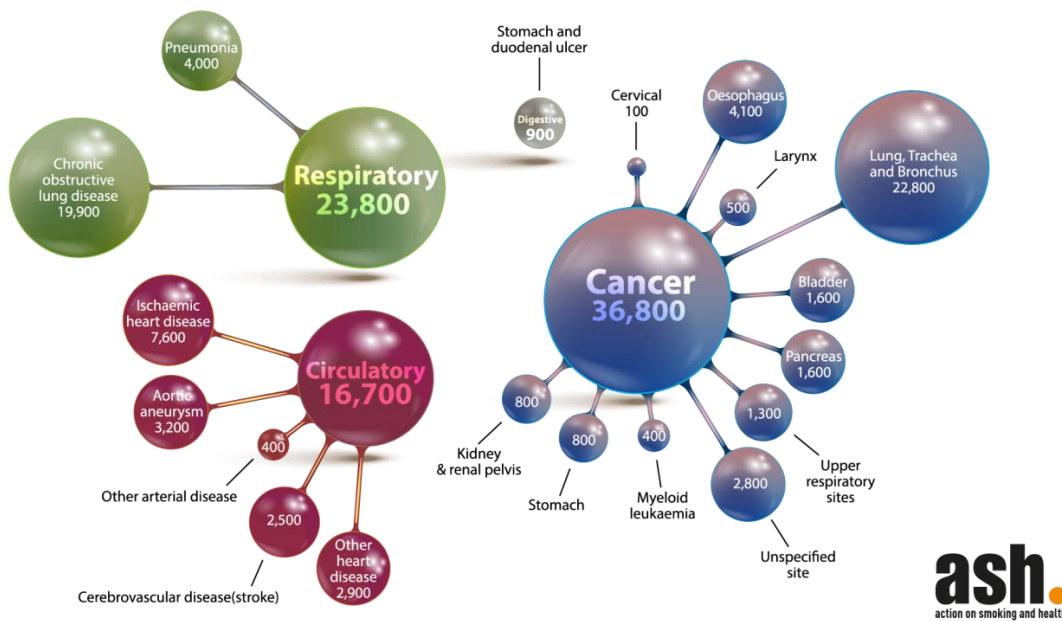 Pneumonia
4,000
Chronic
obstructive
lung disease
19,900
Respiratory
23,800
Stomach and
duodenal ulcer
Digestive
900
Cervical
100
Oesophagus
4,100
Larynx
500
Lung, Trachea
and Bronchus
22,800
Cancer
36,800
Bladder
1,600
Pancreas
1,600
1,300
Upper
respiratory
sites
2,800
Unspecified
site
400
Myeloid
leukaemia
800
Stomach
800
Kidney
& renal pelvis
Ischaemic
heart disease
7,600
Circulatory
16,700
Aortic
aneurysm
3,200
400
Other arterial disease
2,500
Cerebrovascular disease(stroke)
Other
heart
disease
2,900
ash.
action on smoking and health